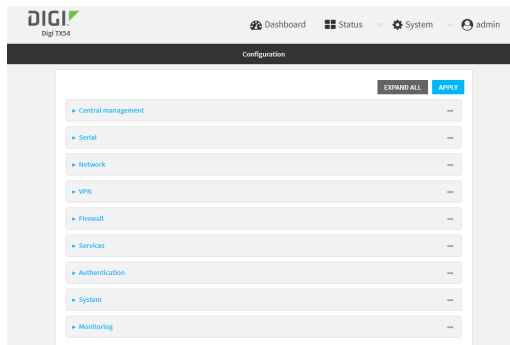 DIGI
Digi TX54
Dashboard Status System admin
Configuration
EXPAND ALL APPLY
Central management
Serial
Network
VPN
Firewall
Services
Authentication
System
Monitoring